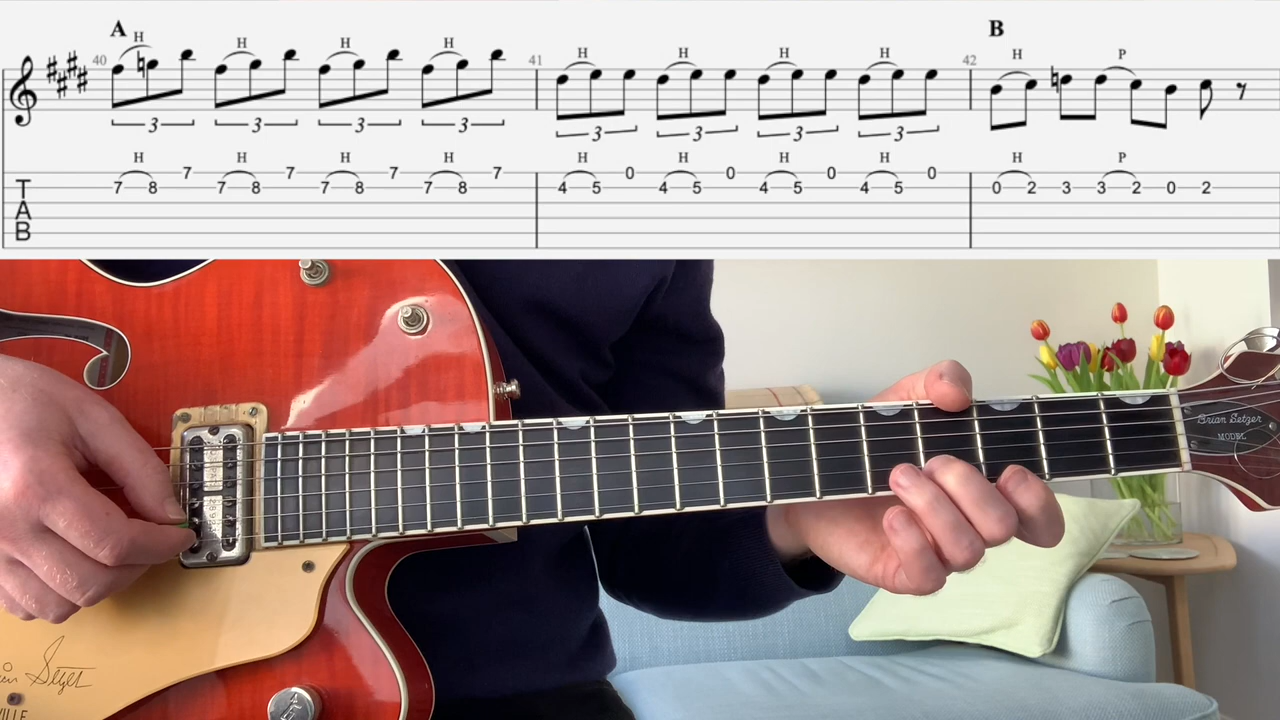 A B
H H H H H H H H H P
40 41 42
3 3 3 3 3 3 3 3
H H H H H H H H H P
7 8 7 7 8 7 7 8 7 7 8 7 4 5 0 4 5 0 4 5 0 4 5 0 0 2 3 3 2 0 2
T
A
B
Brian Setzer
MODEL
VILLE